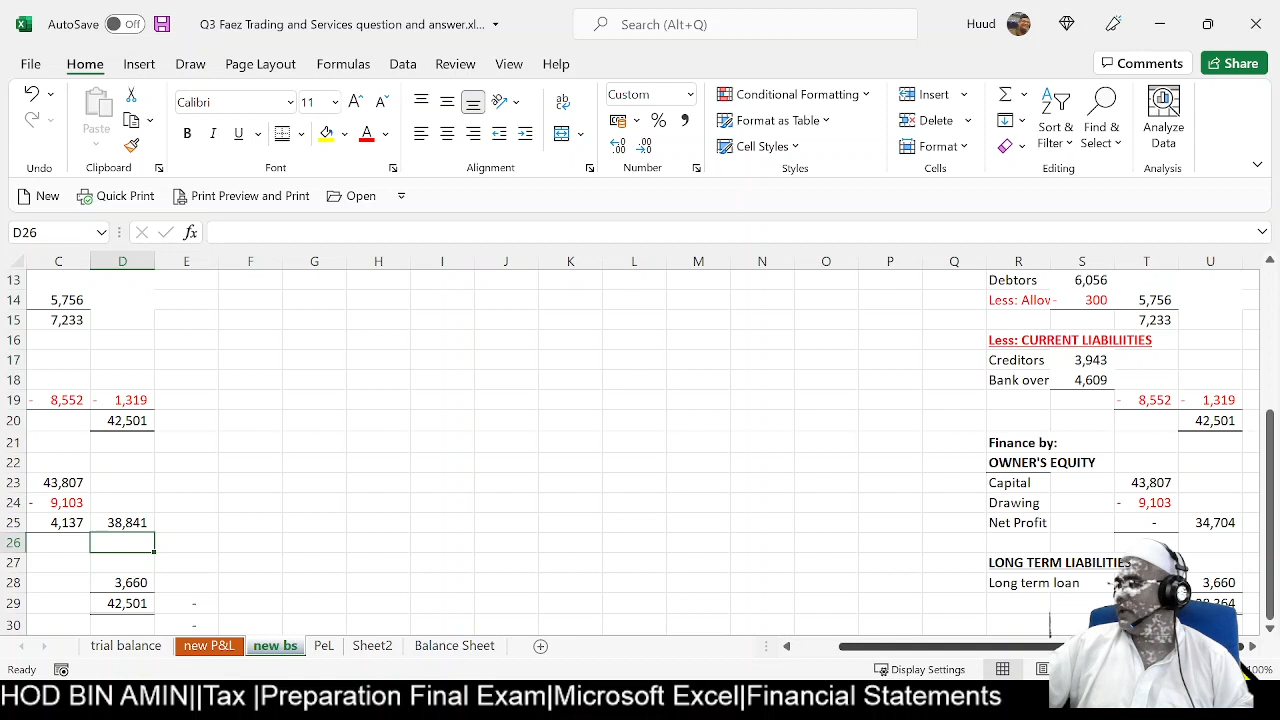 AutoSave Off Q3 Faez Trading and Services question and answer.xl... Search (Alt+Q) Huud
File Home Insert Draw Page Layout Formulas Data Review View Help Comments Share
Paste Calibri 11 Custom Conditional Formatting Insert Sort & Find & Analyze
Format as Table Delete Filter Select Data
Cell Styles Format
Undo Clipboard Font Alignment Number Styles Cells Editing Analysis
New Quick Print Print Preview and Print Open
D26 fx
C D E F G H I J K L M N O P Q R S T U
13 Debtors 6,056
14 5,756 Less: Allov - 300 5,756
15 7,233 7,233
16 Less: CURRENT LIABILIITIES
17 Creditors 3,943
18 Bank over 4,609
19 - 8,552 - 1,319 - 8,552 - 1,319
20 42,501 42,501
21 Finance by:
22 OWNER'S EQUITY
23 43,807 Capital 43,807
24 - 9,103 Drawing - 9,103
25 4,137 38,841 Net Profit - 34,704
26
27 LONG TERM LIABILITIES
28 3,660 Long term loan 3,660
29 42,501 -
30 -
trial balance new P&L new bs PeL Sheet2 Balance Sheet
Ready Display Settings 100%
HOD BIN AMIN||Tax |Preparation Final Exam|Microsoft Excel|Financial Statements